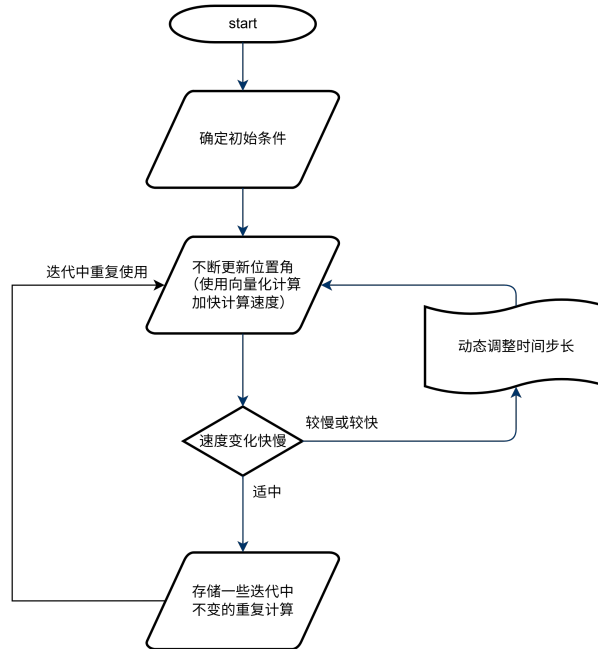 start
确定初始条件
迭代中重复使用
不断更新位置角
（使用向量化计算
加快计算速度）
动态调整时间步长
较慢或较快
速度变化快慢
适中
存储一些迭代中
不变的重复计算